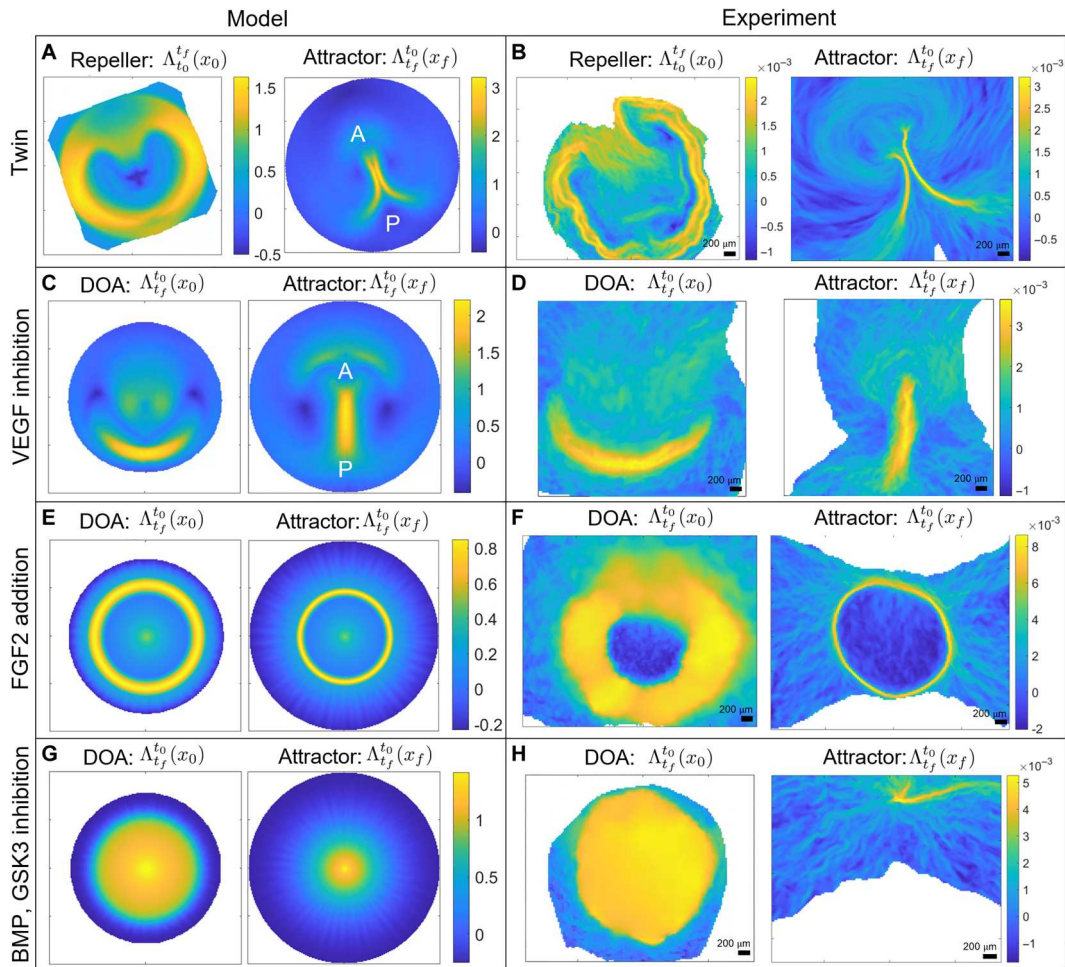 Model
Experiment
Twin
A
Repeller: Λ_{t_0}^{t_f}(x_0)
1.5
1
0.5
0
-0.5
Attractor: Λ_{t_f}^{t_0}(x_f)
3
2
1
0
A
P
B
Repeller: Λ_{t_0}^{t_f}(x_0)
×10⁻³
2
1.5
1
0.5
0
−0.5
−1
200 μm
Attractor: Λ_{t_f}^{t_0}(x_f)
×10⁻³
3
2.5
2
1.5
1
0.5
0
−0.5
200 μm
VEGF inhibition
C
DOA: Λ_{t_f}^{t_0}(x_0)
Attractor: Λ_{t_f}^{t_0}(x_f)
2
1.5
1
0.5
0
A
P
D
DOA: Λ_{t_f}^{t_0}(x_0)
200 μm
Attractor: Λ_{t_f}^{t_0}(x_f)
×10⁻³
3
2
1
0
−1
200 μm
FGF2 addition
E
DOA: Λ_{t_f}^{t_0}(x_0)
Attractor: Λ_{t_f}^{t_0}(x_f)
0.8
0.6
0.4
0.2
0
-0.2
F
DOA: Λ_{t_f}^{t_0}(x_0)
200 μm
Attractor: Λ_{t_f}^{t_0}(x_f)
×10⁻³
8
6
4
2
0
−2
200 μm
BMP, GSK3 inhibition
G
DOA: Λ_{t_f}^{t_0}(x_0)
Attractor: Λ_{t_f}^{t_0}(x_f)
1
0.5
0
H
DOA: Λ_{t_f}^{t_0}(x_0)
200 μm
Attractor: Λ_{t_f}^{t_0}(x_f)
×10⁻³
5
4
3
2
1
0
−1
200 μm